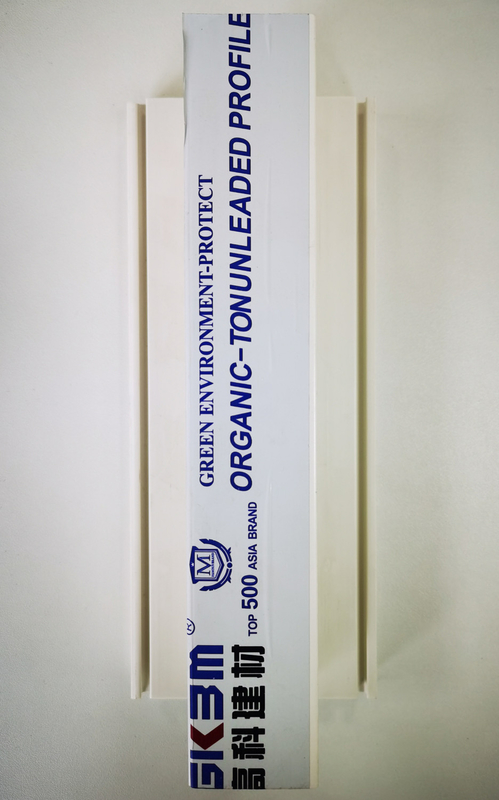 GKBM®
高科建材
M
TOP 500 ASIA BRAND
GREEN ENVIRONMENT-PROTECT
ORGANIC-TONUNLEADED PROFILE